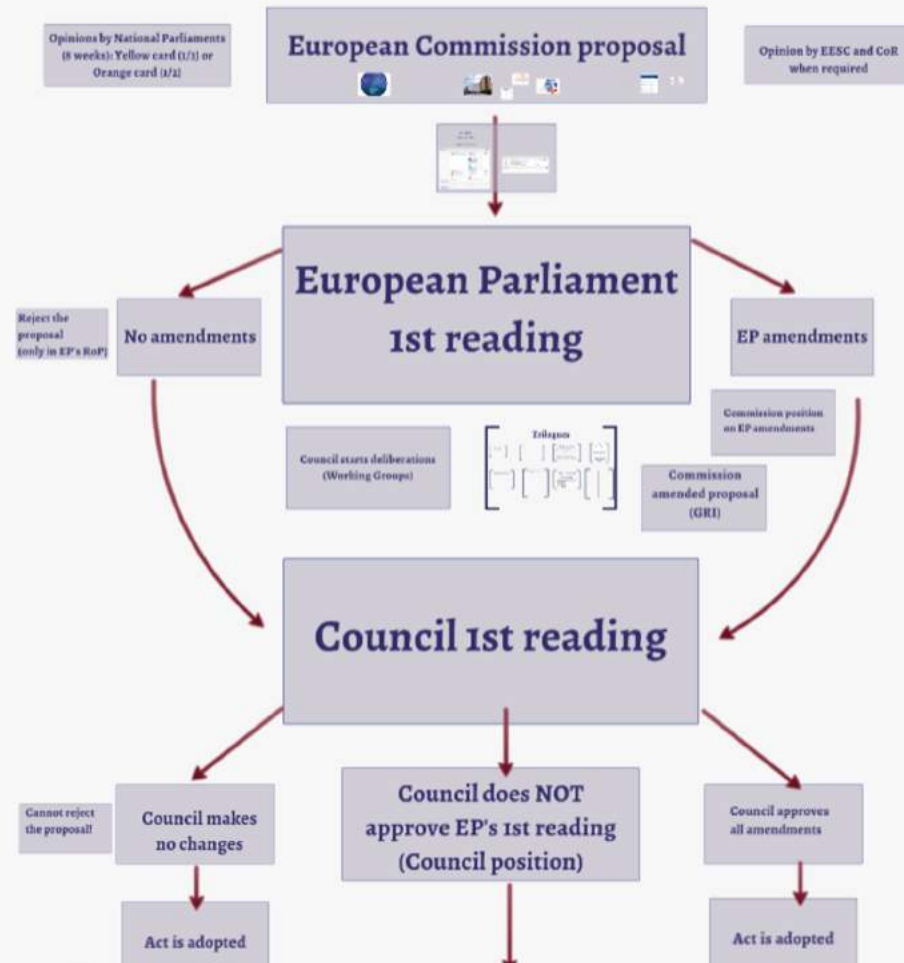 Opinions by National Parliaments
(8 weeks): Yellow card (1/3) or
Orange card (1/2)
European Commission proposal
Opinion by EESC and CoR
when required
European Parliament
1st reading
Reject the
proposal
(only in EP's RoP)
No amendments
EP amendments
Commission position
on EP amendments
Council starts deliberations
(Working Groups)
Trilogues
Commission
amended proposal
(GRI)
Council 1st reading
Cannot reject
the proposal!
Council makes
no changes
Council does NOT
approve EP's 1st reading
(Council position)
Council approves
all amendments
Act is adopted
Act is adopted